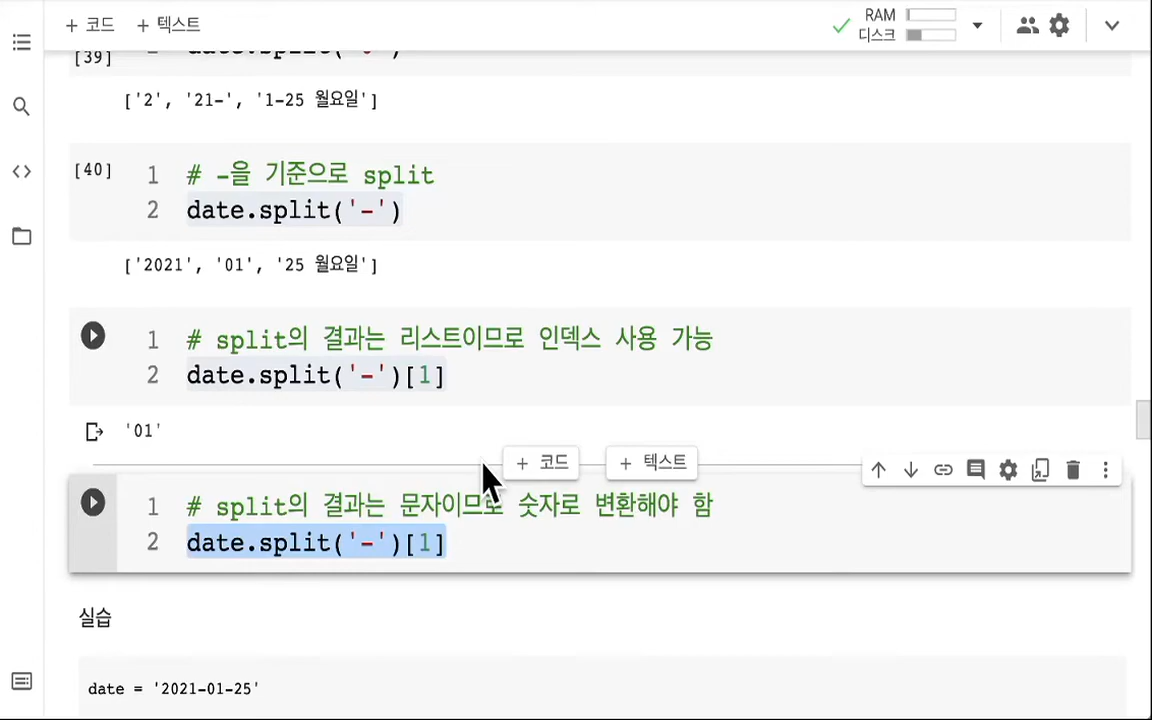 + 코드 + 텍스트
RAM
디스크
[39]
['2', '21-', '1-25 월요일']
[40]
1 # -을 기준으로 split
2 date.split('-')
['2021', '01', '25 월요일']
1 # split의 결과는 리스트이므로 인덱스 사용 가능
2 date.split('-')[1]
'01'
+ 코드 + 텍스트
1 # split의 결과는 문자이므로 숫자로 변환해야 함
2 date.split('-')[1]
실습
date = '2021-01-25'